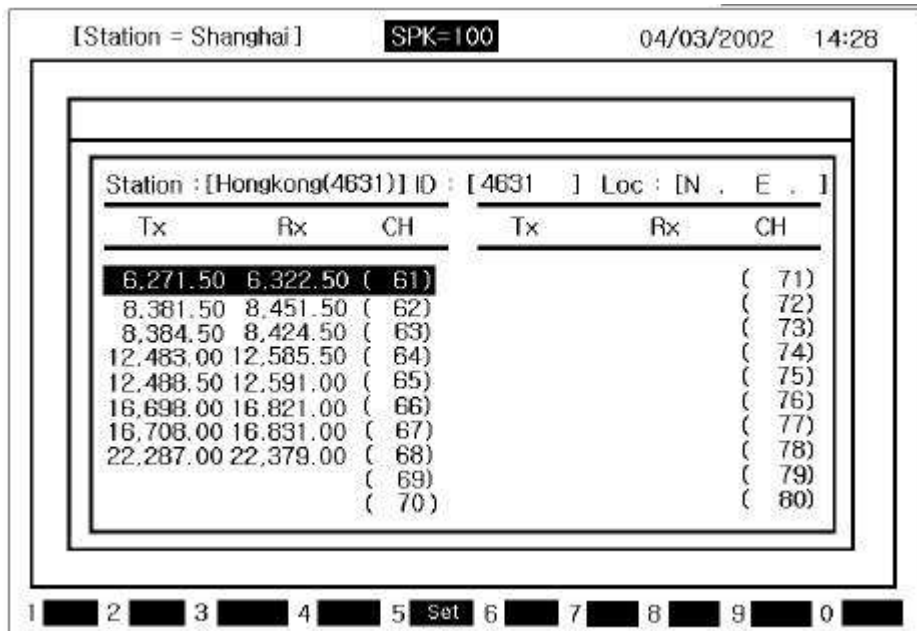 [Station = Shanghai] SPK=100 04/03/2002 14:28
Station :[Hongkong(4631)] ID : [4631 ] Loc : [N . E . ]
Tx Rx CH Tx Rx CH
6,271.50 6,322.50 ( 61) ( 71)
8,381.50 8,451.50 ( 62) ( 72)
8,384.50 8,424.50 ( 63) ( 73)
12,483.00 12,585.50 ( 64) ( 74)
12,488.50 12,591.00 ( 65) ( 75)
16,698.00 16.821.00 ( 66) ( 76)
16,708.00 16.831.00 ( 67) ( 77)
22,287.00 22,379.00 ( 68) ( 78)
( 69) ( 79)
( 70) ( 80)
1 2 3 4 5 Set 6 7 8 9 0